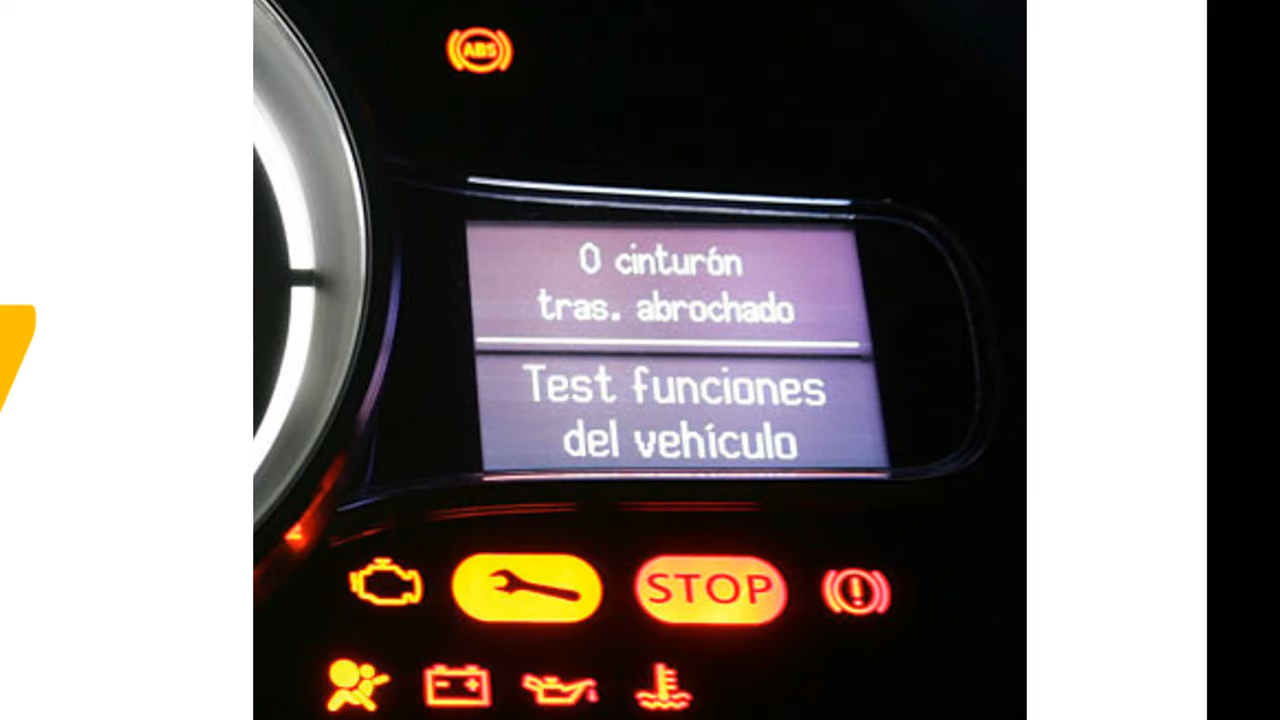 ABS
0 cinturón
tras. abrochado
Test funciones
del vehículo
STOP